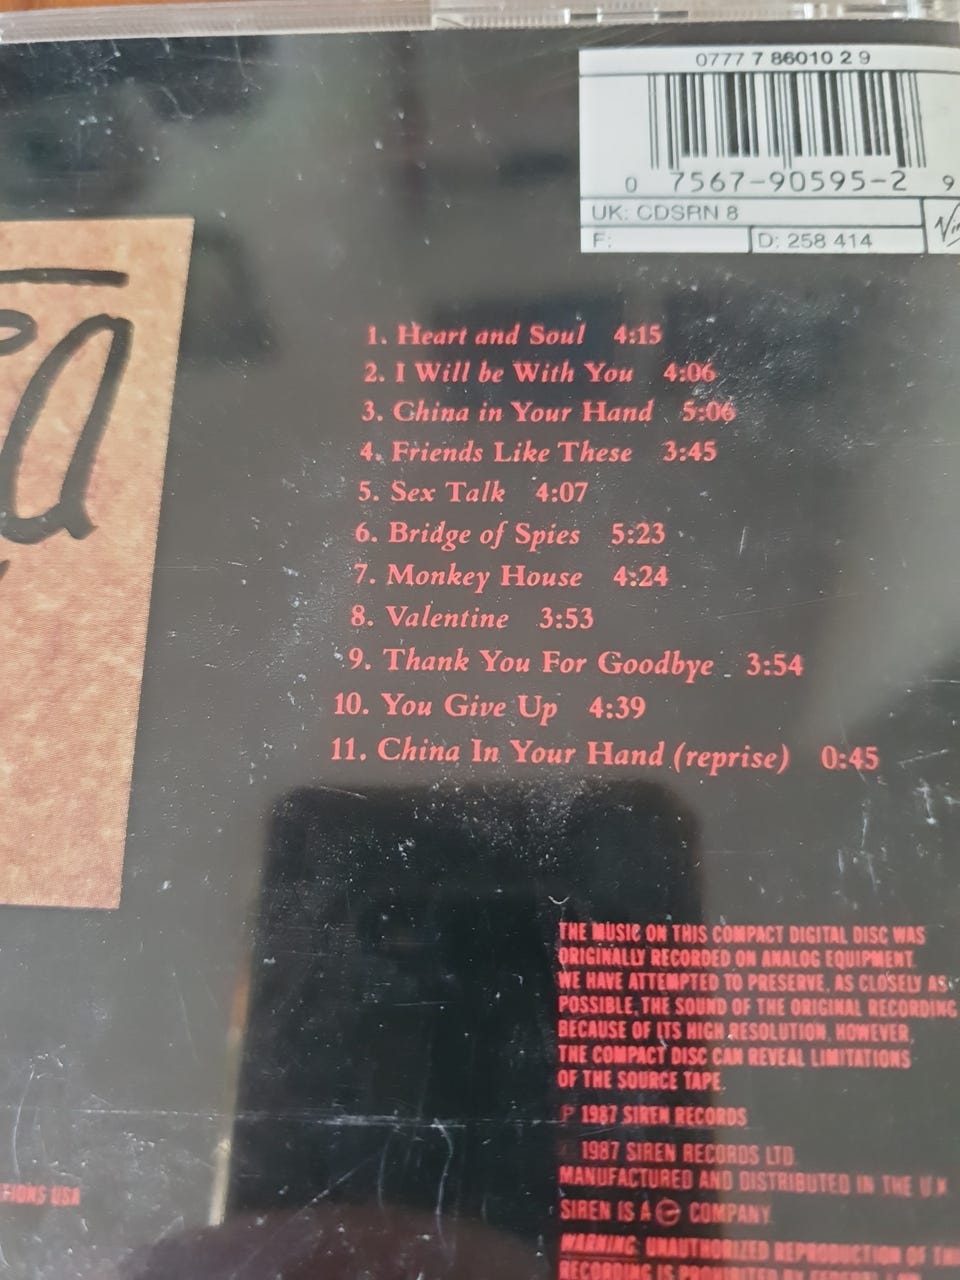 0777 7 86010 2 9
0 7567-90595-2 9
UK: CDSRN 8
F:
D: 258 414
1. Heart and Soul 4:15
2. I Will be With You 4:06
3. China in Your Hand 5:06
4. Friends Like These 3:45
5. Sex Talk 4:07
6. Bridge of Spies 5:23
7. Monkey House 4:24
8. Valentine 3:53
9. Thank You For Goodbye 3:54
10. You Give Up 4:39
11. China In Your Hand (reprise) 0:45
THE MUSIC ON THIS COMPACT DIGITAL DISC WAS
ORIGINALLY RECORDED ON ANALOG EQUIPMENT.
WE HAVE ATTEMPTED TO PRESERVE, AS CLOSELY AS
POSSIBLE, THE SOUND OF THE ORIGINAL RECORDING
BECAUSE OF ITS HIGH RESOLUTION, HOWEVER,
THE COMPACT DISC CAN REVEAL LIMITATIONS
OF THE SOURCE TAPE.
℗ 1987 SIREN RECORDS
1987 SIREN RECORDS LTD.
MANUFACTURED AND DISTRIBUTED IN THE U.K.
SIREN IS A COMPANY
TIONS USA
WARNING: UNAUTHORIZED REPRODUCTION OF
RECORDING IS PROHIBITED BY